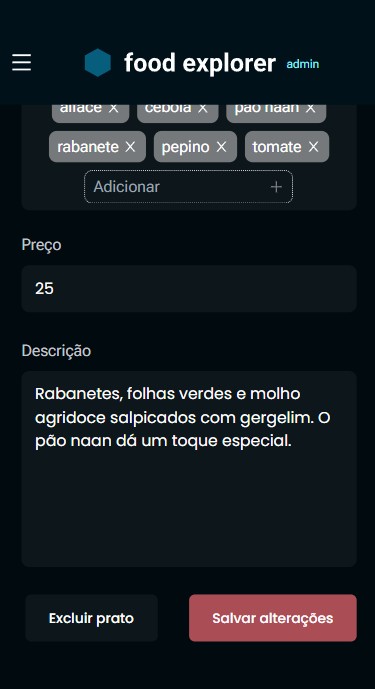 food explorer admin
alface X cebola X pão naan X
rabanete X pepino X tomate X
Adicionar +
Preço
25
Descrição
Rabanetes, folhas verdes e molho
agridoce salpicados com gergelim. O
pão naan dá um toque especial.
Excluir prato Salvar alterações